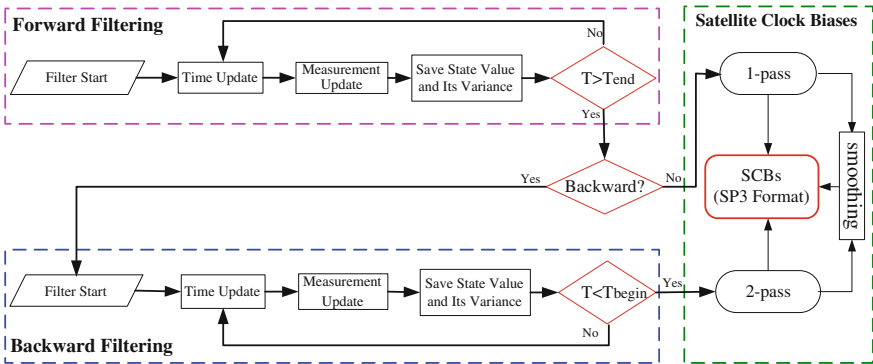 Forward Filtering
Satellite Clock Biases
No
Filter Start
Time Update
Measurement
Update
Save State Value
and Its Variance
T>Tend
1-pass
Yes
Yes
Backward?
No
SCBs
(SP3 Format)
smoothing
Filter Start
Time Update
Measurement
Update
Save State Value
and Its Variance
T<Tbegin
Yes
2-pass
No
Backward Filtering